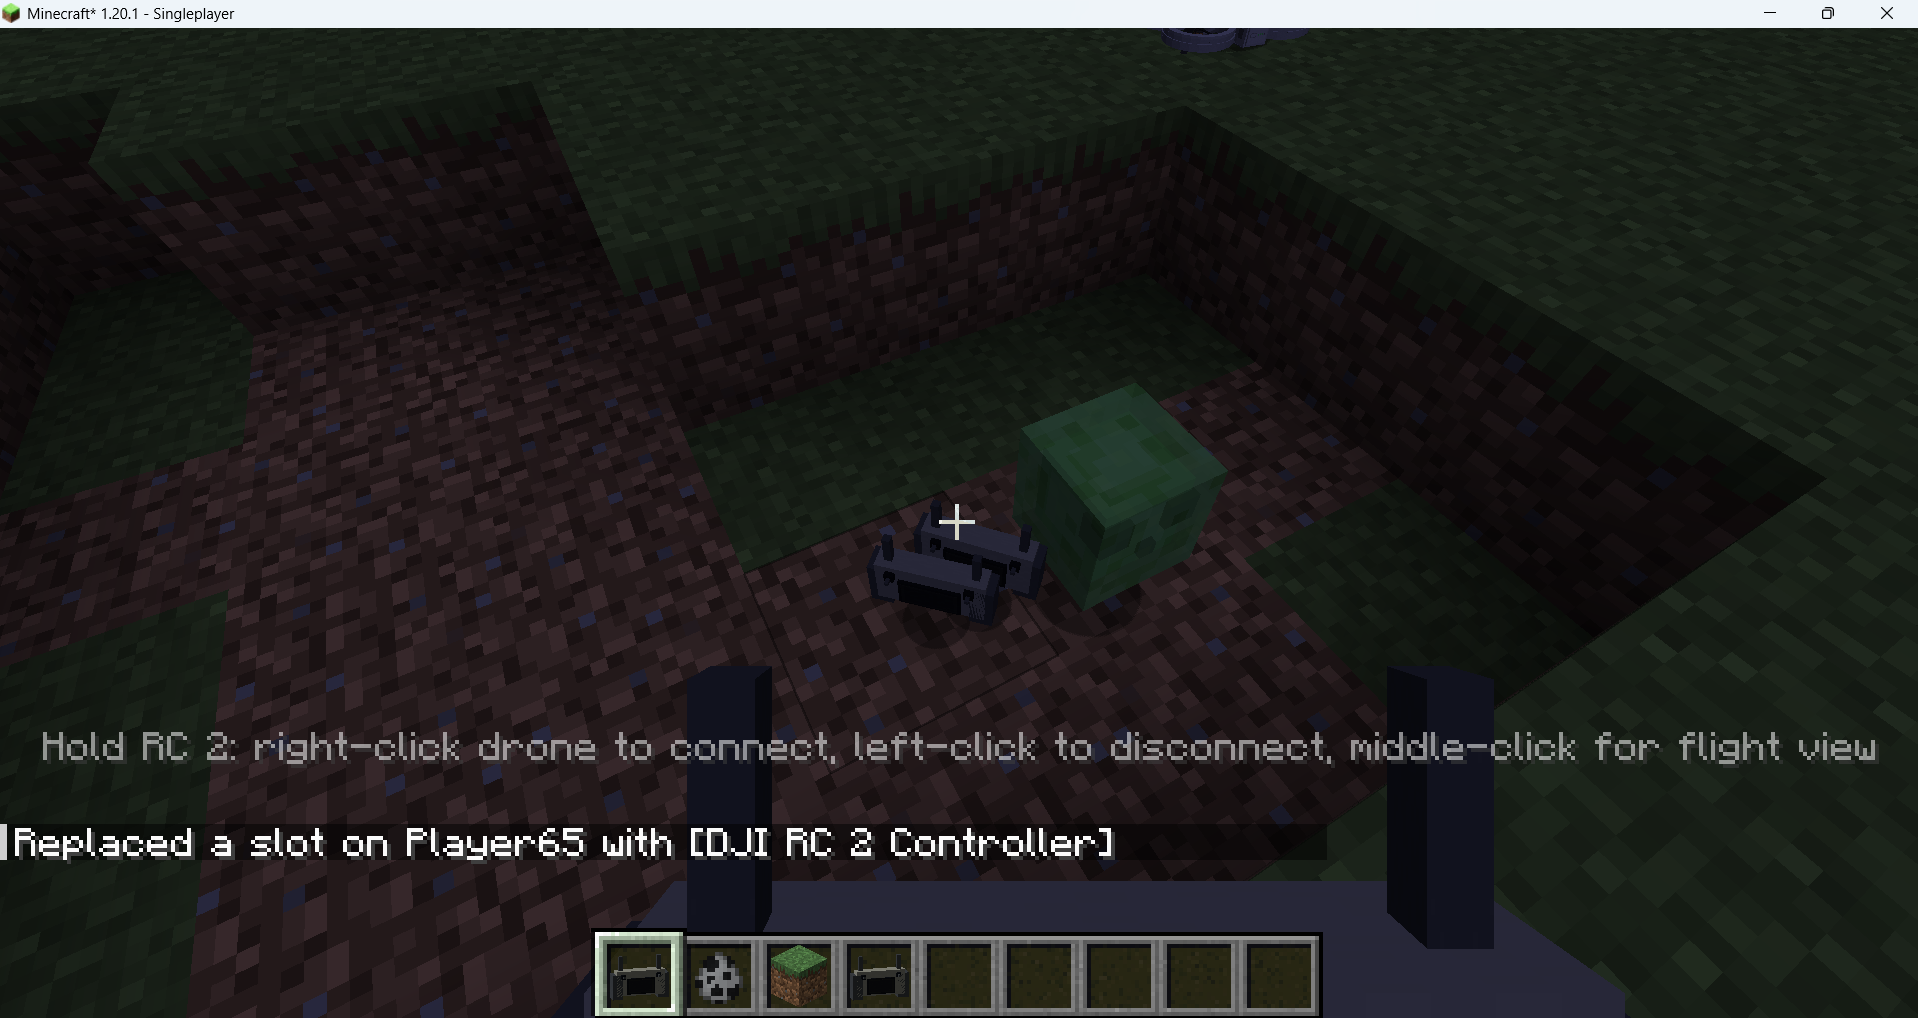 Minecraft* 1.20.1 - Singleplayer
Hold RC 2: right-click drone to connect, left-click to disconnect, middle-click for flight view
Replaced a slot on Player65 with [DJI RC 2 Controller]